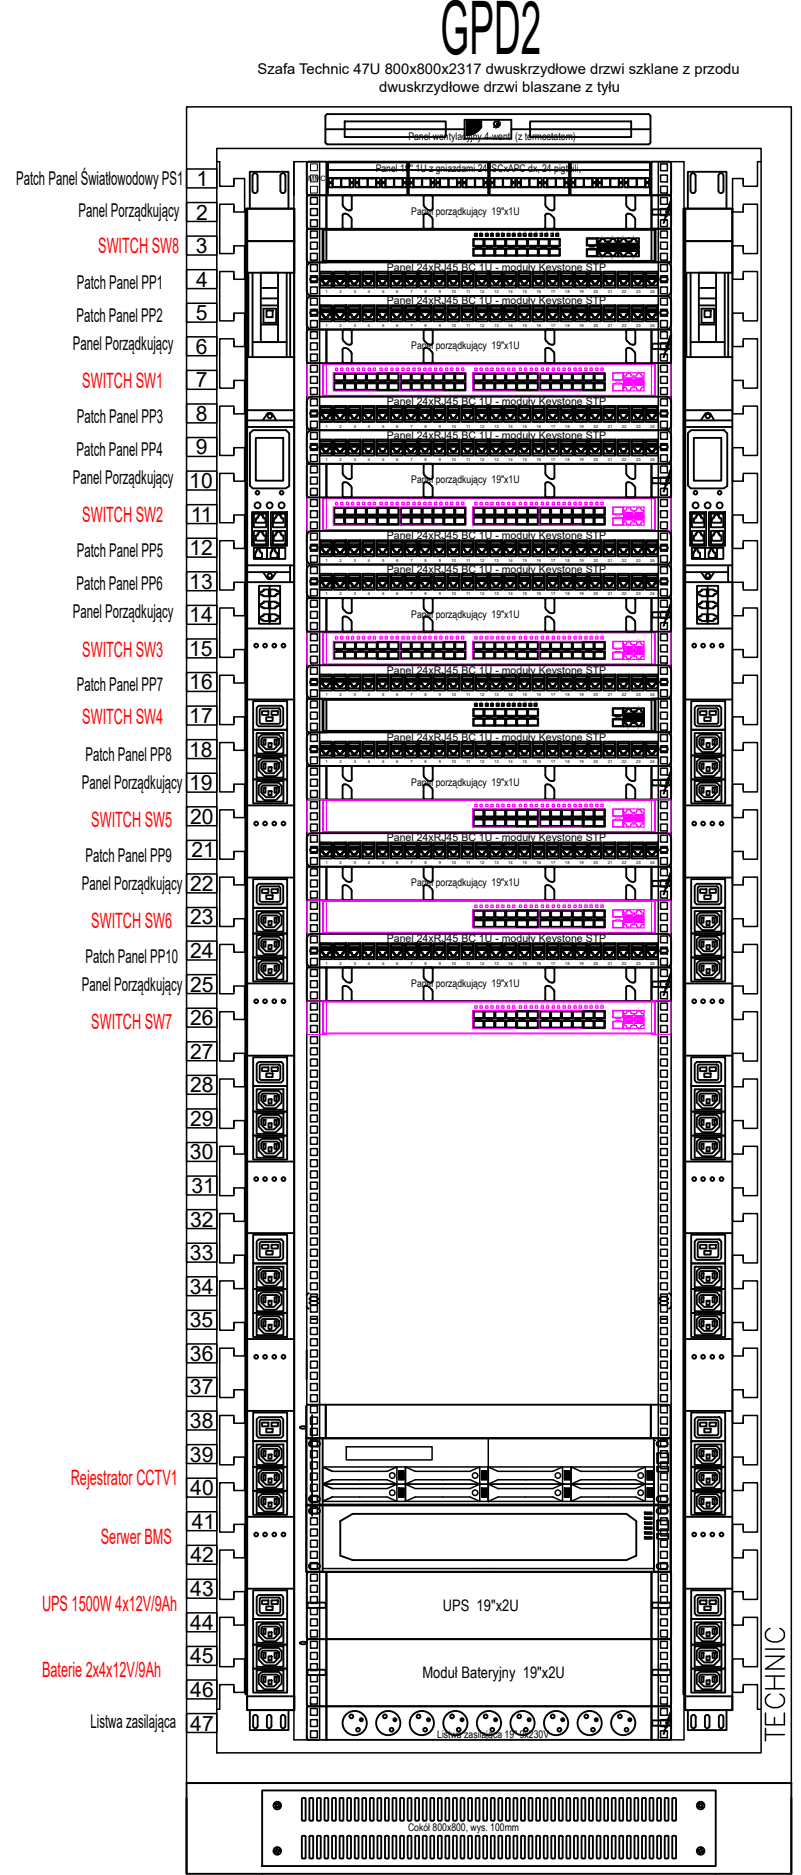 GPD2
Szafa Technic 47U 800x800x2317 dwuskrzydłowe drzwi szklane z przodu
dwuskrzydłowe drzwi blaszane z tyłu
Panel wentylacyjny 4-went. (z termostatem)
Patch Panel Światłowodowy PS1 1 Panel 19" 1U z gniazdami 24 SCxAPC dx, 24 pigtaili,
Panel Porządkujący 2 Panel porządkujący 19"x1U
SWITCH SW8 3
Patch Panel PP1 4 Panel 24xRJ45 BC 1U - moduły Keystone STP
Patch Panel PP2 5 Panel 24xRJ45 BC 1U - moduły Keystone STP
Panel Porządkujący 6 Panel porządkujący 19"x1U
SWITCH SW1 7
Patch Panel PP3 8 Panel 24xRJ45 BC 1U - moduły Keystone STP
Patch Panel PP4 9 Panel 24xRJ45 BC 1U - moduły Keystone STP
Panel Porządkujący 10 Panel porządkujący 19"x1U
SWITCH SW2 11
Patch Panel PP5 12 Panel 24xRJ45 BC 1U - moduły Keystone STP
Patch Panel PP6 13 Panel 24xRJ45 BC 1U - moduły Keystone STP
Panel Porządkujący 14 Panel porządkujący 19"x1U
SWITCH SW3 15
Patch Panel PP7 16 Panel 24xRJ45 BC 1U - moduły Keystone STP
SWITCH SW4 17
Patch Panel PP8 18 Panel 24xRJ45 BC 1U - moduły Keystone STP
Panel Porządkujący 19 Panel porządkujący 19"x1U
SWITCH SW5 20
Patch Panel PP9 21 Panel 24xRJ45 BC 1U - moduły Keystone STP
Panel Porządkujący 22 Panel porządkujący 19"x1U
SWITCH SW6 23
Patch Panel PP10 24 Panel 24xRJ45 BC 1U - moduły Keystone STP
Panel Porządkujący 25 Panel porządkujący 19"x1U
SWITCH SW7 26
27
28
29
30
31
32
33
34
35
36
37
38
39
Rejestrator CCTV1
40
41
Serwer BMS
42
43
UPS 1500W 4x12V/9Ah UPS 19"x2U
44
45
Baterie 2x4x12V/9Ah Moduł Bateryjny 19"x2U
46
Listwa zasilająca 47
Listwa zasilająca 19" 9x230V
TECHNIC
Cokół 800x800, wys. 100mm